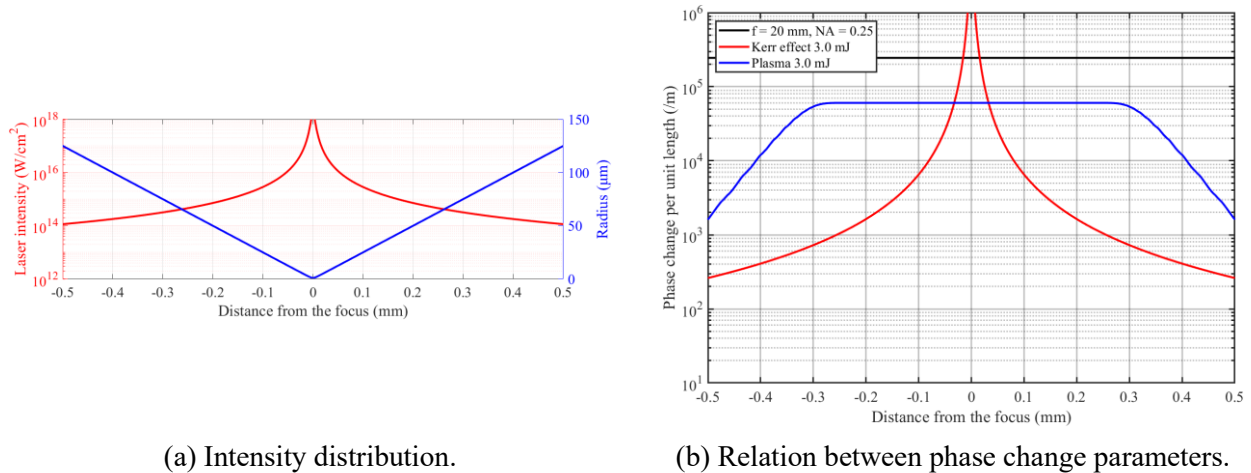 10^18
10^16
10^14
10^12
Laser intensity (W/cm^2)
150
100
50
0
Radius (μm)
-0.5 -0.4 -0.3 -0.2 -0.1 0 0.1 0.2 0.3 0.4 0.5
Distance from the focus (mm)
(a) Intensity distribution.
f = 20 mm, NA = 0.25
Kerr effect 3.0 mJ
Plasma 3.0 mJ
10^6
10^5
10^4
10^3
10^2
10^1
Phase change per unit length (/m)
-0.5 -0.4 -0.3 -0.2 -0.1 0 0.1 0.2 0.3 0.4 0.5
Distance from the focus (mm)
(b) Relation between phase change parameters.